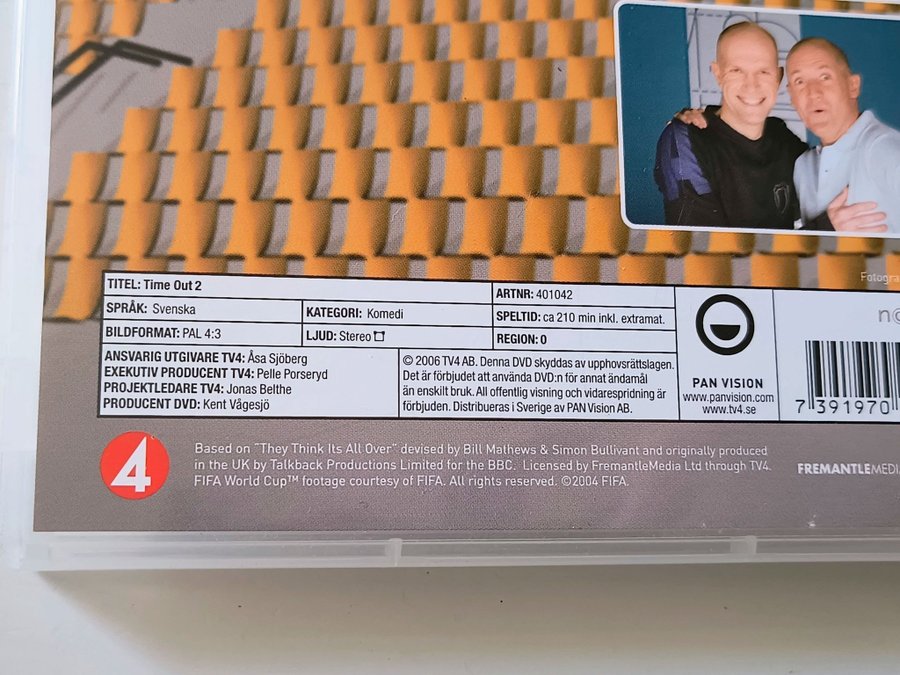 Fotogra
TITEL: Time Out 2
ARTNR: 401042
SPRÅK: Svenska
KATEGORI: Komedi
SPELTID: ca 210 min inkl. extramat.
BILDFORMAT: PAL 4:3
LJUD: Stereo
REGION: 0
ANSVARIG UTGIVARE TV4: Åsa Sjöberg
EXEKUTIV PRODUCENT TV4: Pelle Porseryd
PROJEKTLEDARE TV4: Jonas Belthe
PRODUCENT DVD: Kent Vågesjö
© 2006 TV4 AB. Denna DVD skyddas av upphovsrättslagen.
Det är förbjudet att använda DVD:n för annat ändamål
än enskilt bruk. All offentlig visning och vidarespridning är
förbjuden. Distribueras i Sverige av PAN Vision AB.
PAN VISION
www.panvision.com
www.tv4.se
7 391970
4
Based on "They Think Its All Over" devised by Bill Mathews & Simon Bullivant and originally produced
in the UK by Talkback Productions Limited for the BBC. Licensed by FremantleMedia Ltd through TV4.
FIFA World Cup™ footage courtesy of FIFA. All rights reserved. ©2004 FIFA.
FREMANTLEMEDIA